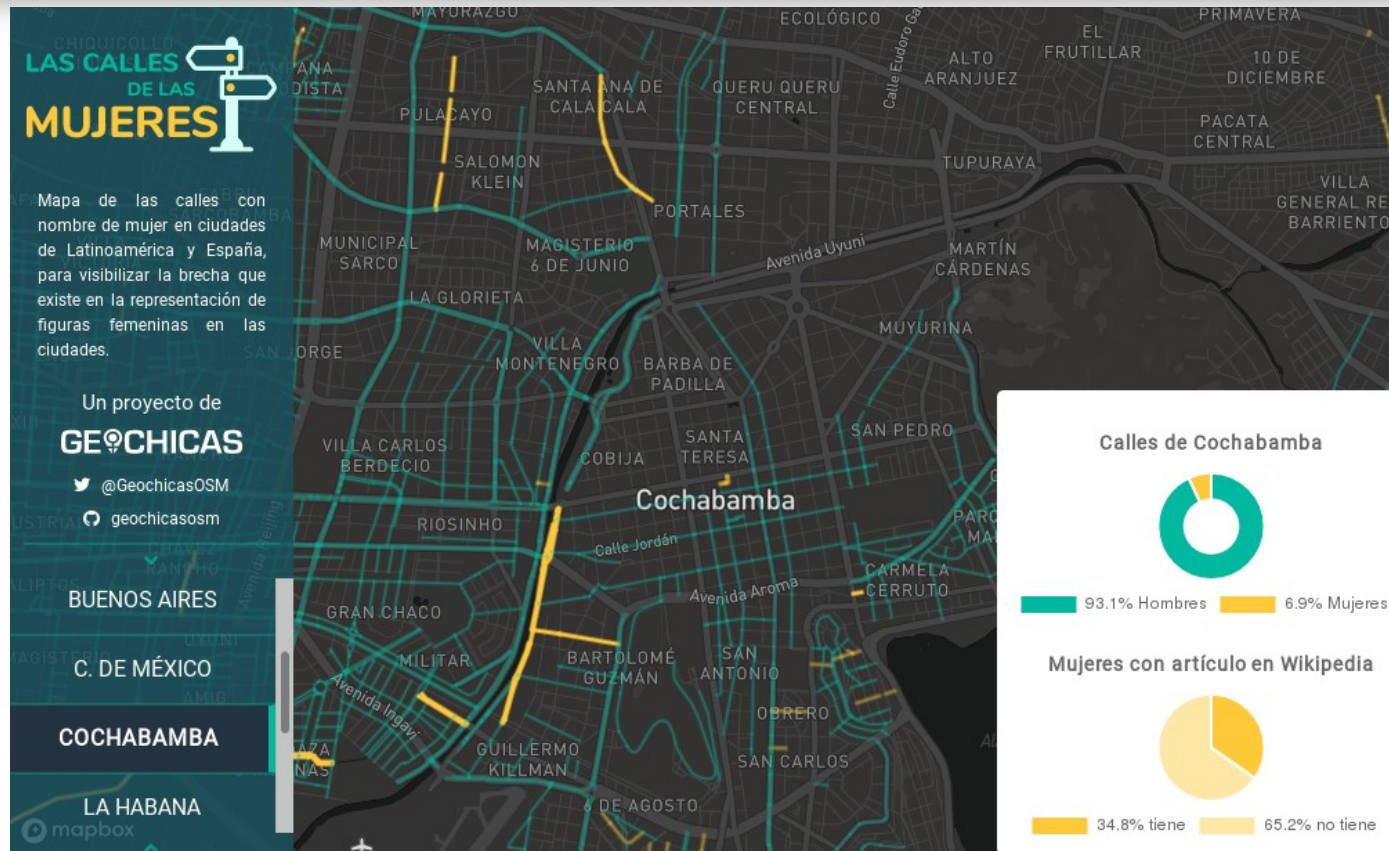 LAS CALLES
DE LAS
MUJERES
Mapa de las calles con
nombre de mujer en ciudades
de Latinoamérica y España,
para visibilizar la brecha que
existe en la representación de
figuras femeninas en las
ciudades.
Un proyecto de
GEOCHICAS
@GeochicasOSM
geochicasosm
BUENOS AIRES
C. DE MÉXICO
COCHABAMBA
LA HABANA
mapbox
MAYORAZGO
ECOLÓGICO
PRIMAVERA
EL
FRUTILLAR
ALTO
ARANJUEZ
10 DE
DICIEMBRE
SANTA ANA DE
CALA CALA
QUERU QUERU
CENTRAL
PULACAYO
PACATA
CENTRAL
SALOMON
KLEIN
TUPURAYA
VILLA
GENERAL RE
BARRIENTO
PORTALES
MUNICIPAL
SARCO
MAGISTERIO
6 DE JUNIO
Avenida Uyuni
MARTÍN
CÁRDENAS
LA GLORIETA
MUYURINA
VILLA
MONTENEGRO
BARBA DE
PADILLA
SAN JORGE
VILLA CARLOS
BERDECIO
COBIJA
SANTA
TERESA
SAN PEDRO
Cochabamba
RIOSINHO
Calle Jordán
Avenida Aroma
CARMELA
CERRUTO
GRAN CHACO
MILITAR
BARTOLOMÉ
GUZMÁN
SAN
ANTONIO
Avenida Ingavi
OBRERO
GUILLERMO
KILLMAN
SAN CARLOS
6 DE AGOSTO
Calles de Cochabamba
93.1% Hombres 6.9% Mujeres
Mujeres con artículo en Wikipedia
34.8% tiene 65.2% no tiene